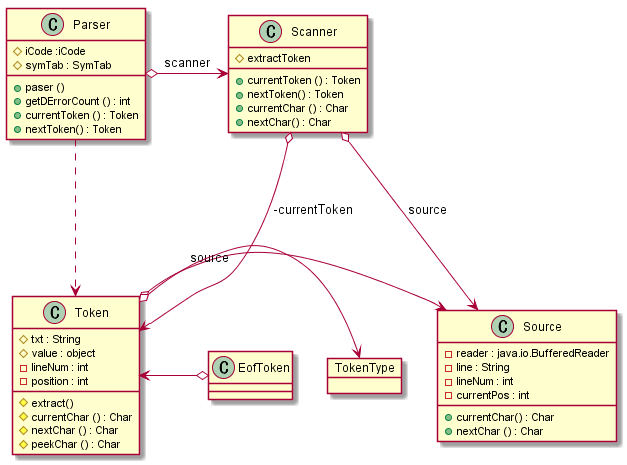 C Parser
iCode :iCode
symTab : SymTab
paser ()
getDErrorCount () : int
currentToken () : Token
nextToken() : Token
scanner
C Scanner
extractToken
currentToken () : Token
nextToken() : Token
currentChar () : Char
nextChar() : Char
-currentToken
source
source
C Token
txt : String
value : object
lineNum : int
position : int
extract()
currentChar () : Char
nextChar () : Char
peekChar () : Char
C EofToken
TokenType
C Source
reader : java.io.BufferedReader
line : String
lineNum : int
currentPos : int
currentChar() : Char
nextChar () : Char